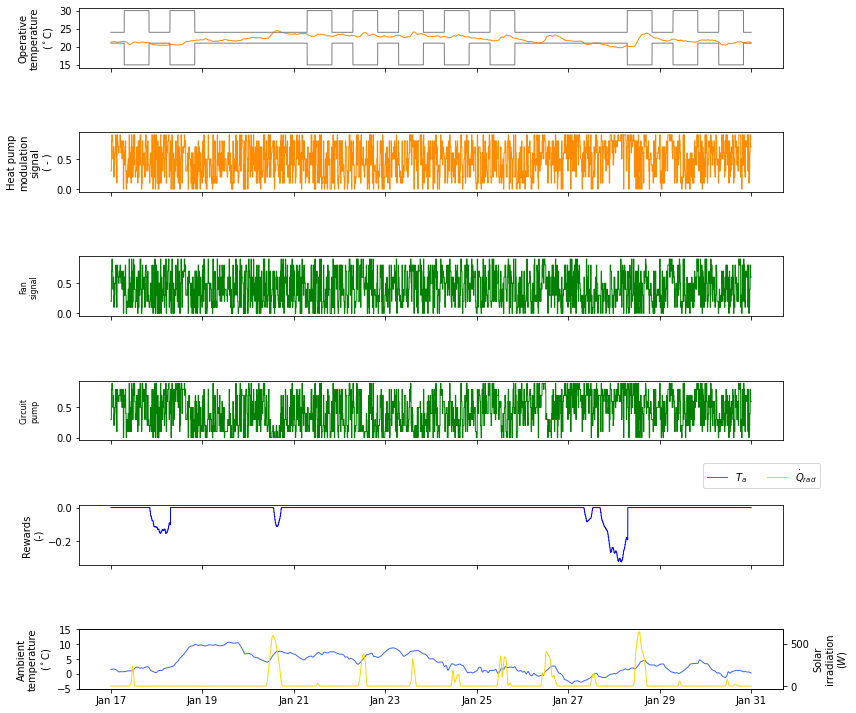 Operative
temperature
(°C)
30
25
20
15
Heat pump
modulation
signal
( - )
0.5
0.0
Fan
signal
0.5
0.0
Circuit
pump
0.5
0.0
T_a
Q̇_rad
Rewards
(-)
0.0
−0.2
Ambient
temperature
(°C)
15
10
5
0
−5
500
0
Solar
irradiation
(W)
Jan 17 Jan 19 Jan 21 Jan 23 Jan 25 Jan 27 Jan 29 Jan 31